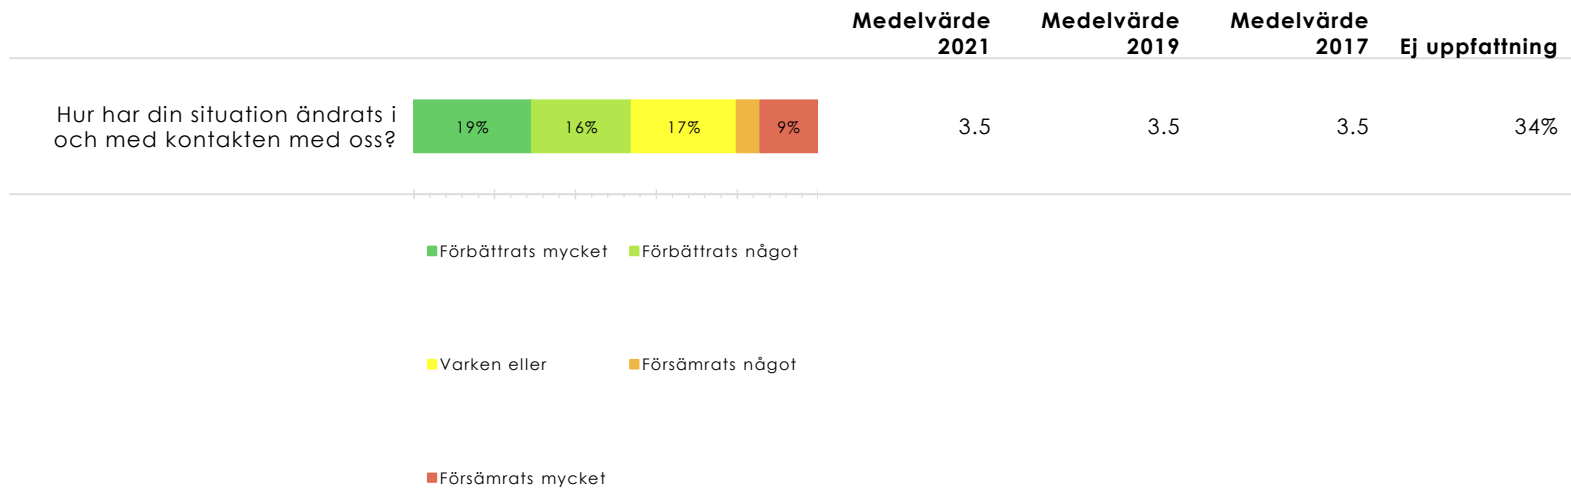 Medelvärde 2021
Medelvärde 2019
Medelvärde 2017
Ej uppfattning
Hur har din situation ändrats i
och med kontakten med oss?
19%
16%
17%
9%
3.5
3.5
3.5
34%
Förbättrats mycket
Förbättrats något
Varken eller
Försämrats något
Försämrats mycket